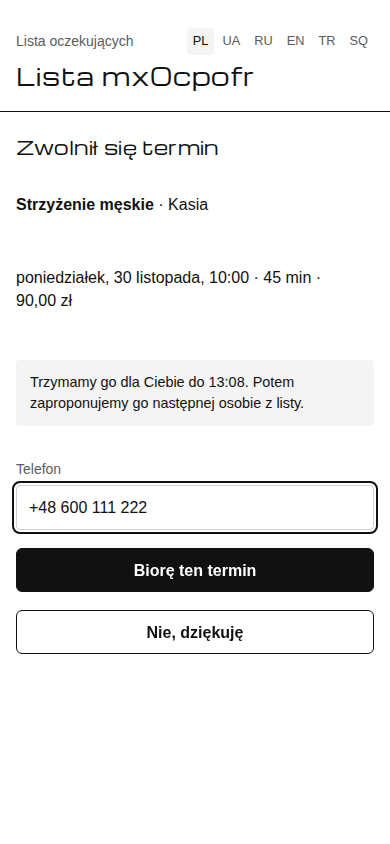 Lista oczekujących
PL UA RU EN TR SQ
Lista mxOcpofr
Zwolnił się termin
Strzyżenie męskie · Kasia
poniedziałek, 30 listopada, 10:00 · 45 min ·
90,00 zł
Trzymamy go dla Ciebie do 13:08. Potem
zaproponujemy go następnej osobie z listy.
Telefon
+48 600 111 222
Biorę ten termin
Nie, dziękuję